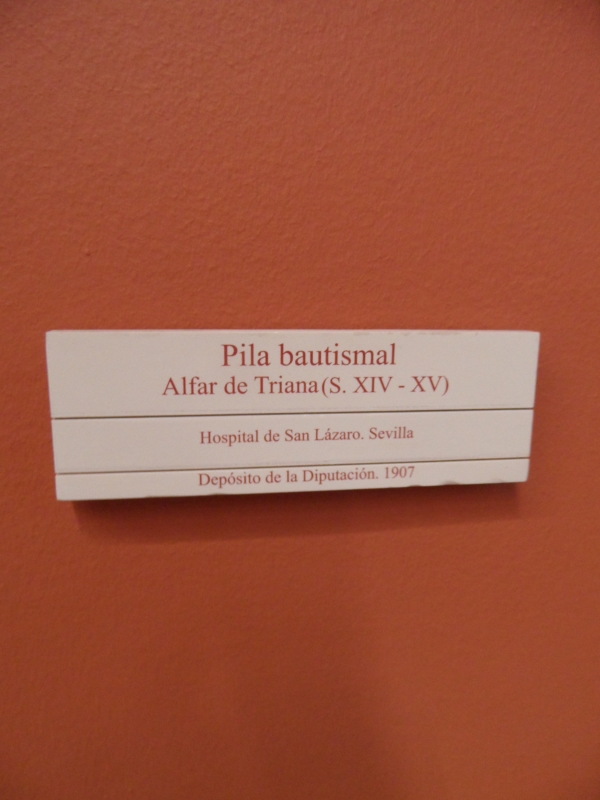 Pila bautismal
Alfar de Triana (S. XIV - XV)
Hospital de San Lázaro. Sevilla
Depósito de la Diputación. 1907